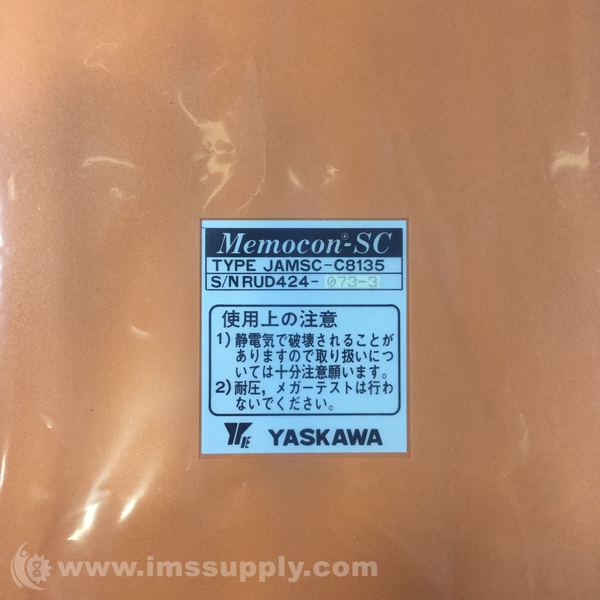 Memocon®-SC
TYPE JAMSC-C8135
S/N RUD424-073-3
使用上の注意
1) 静電気で破壊されることが
ありますので取り扱いにつ
いては十分注意願います。
2) 耐圧，メガーテストは行わ
ないでください。
YE YASKAWA
www.imssupply.com